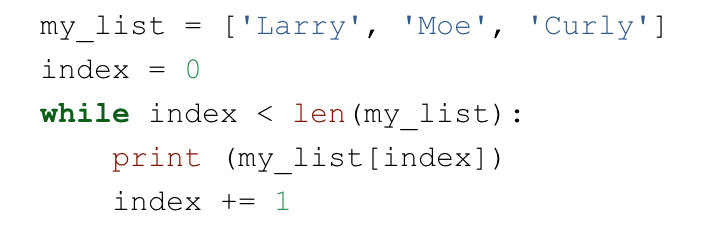 my_list = ['Larry', 'Moe', 'Curly']
index = 0
while index < len(my_list):
    print (my_list[index])
    index += 1